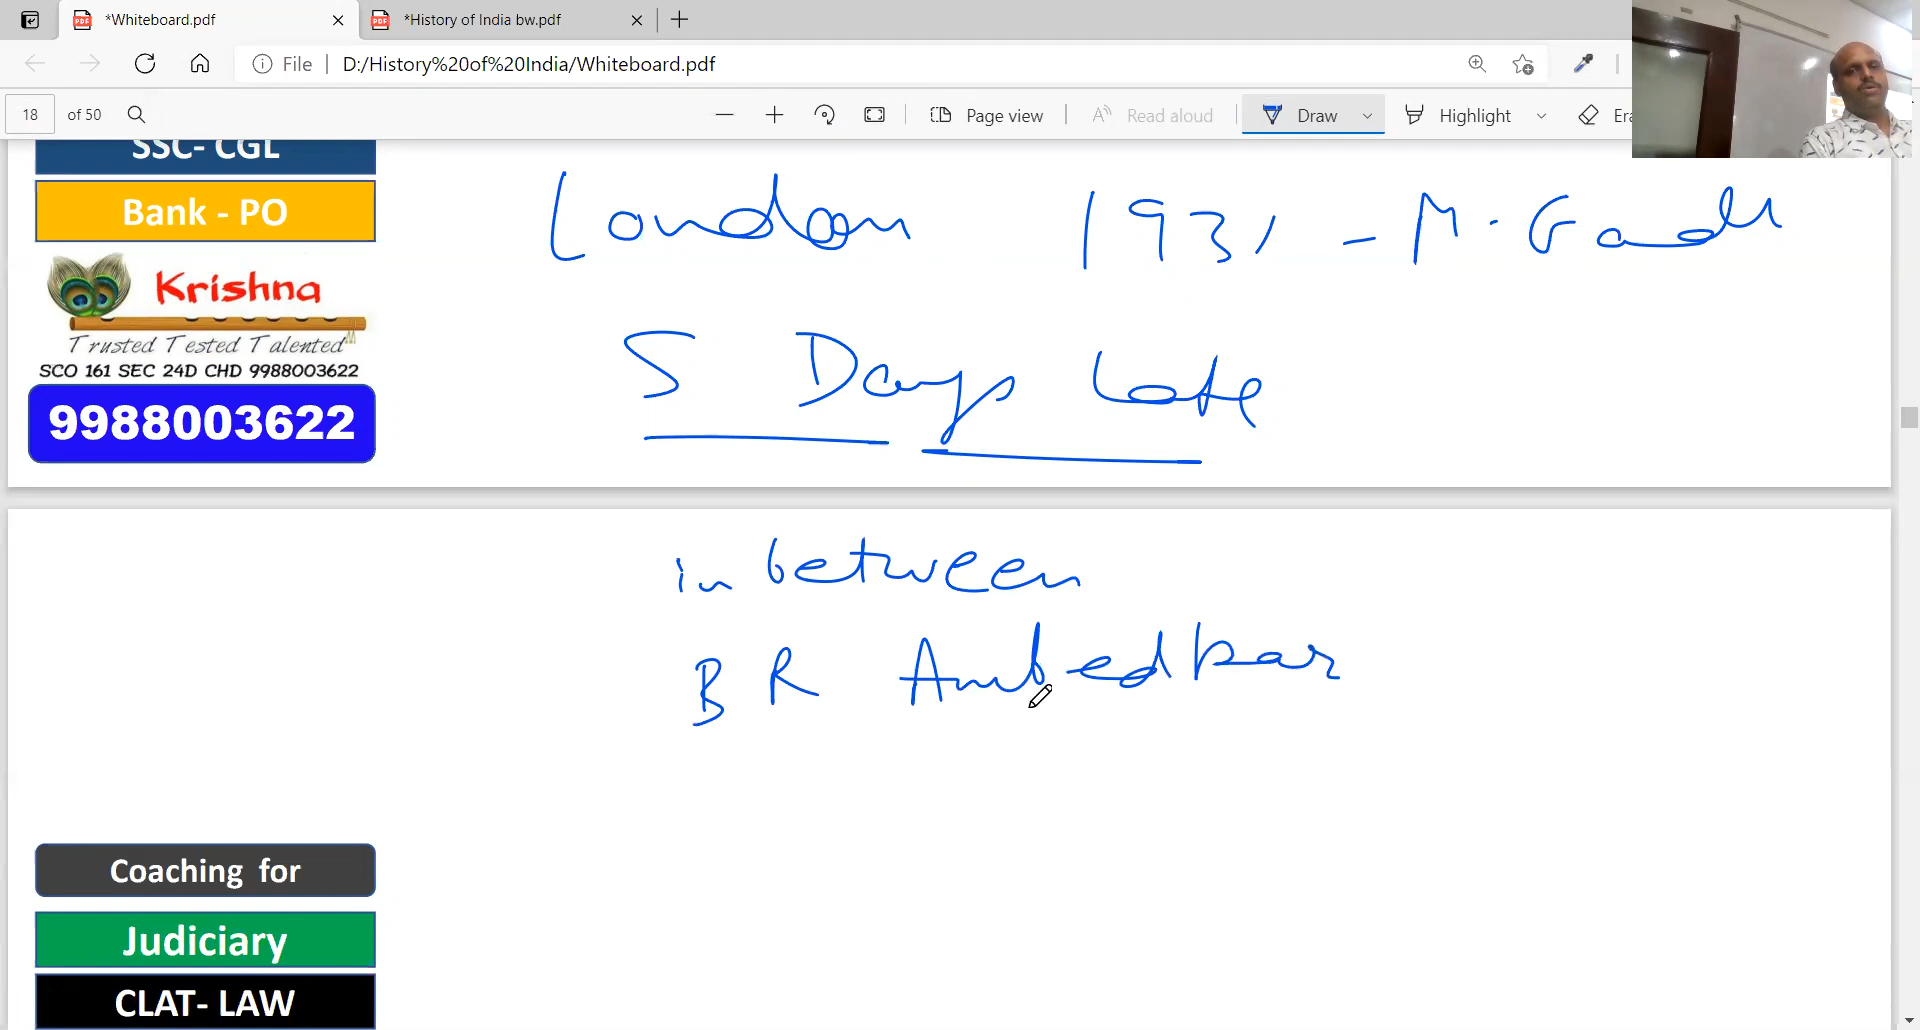 *Whiteboard.pdf
*History of India bw.pdf
File D:/History%20of%20India/Whiteboard.pdf
18 of 50 Page view Read aloud Draw Highlight
SSC- CGL
Bank - PO
Krishna
Trusted Tested Talented
SCO 161 SEC 24D CHD 9988003622
9988003622
London 1931 - M. Gandhi
5 Days Late
in between
B R Ambedkar
Coaching for
Judiciary
CLAT- LAW